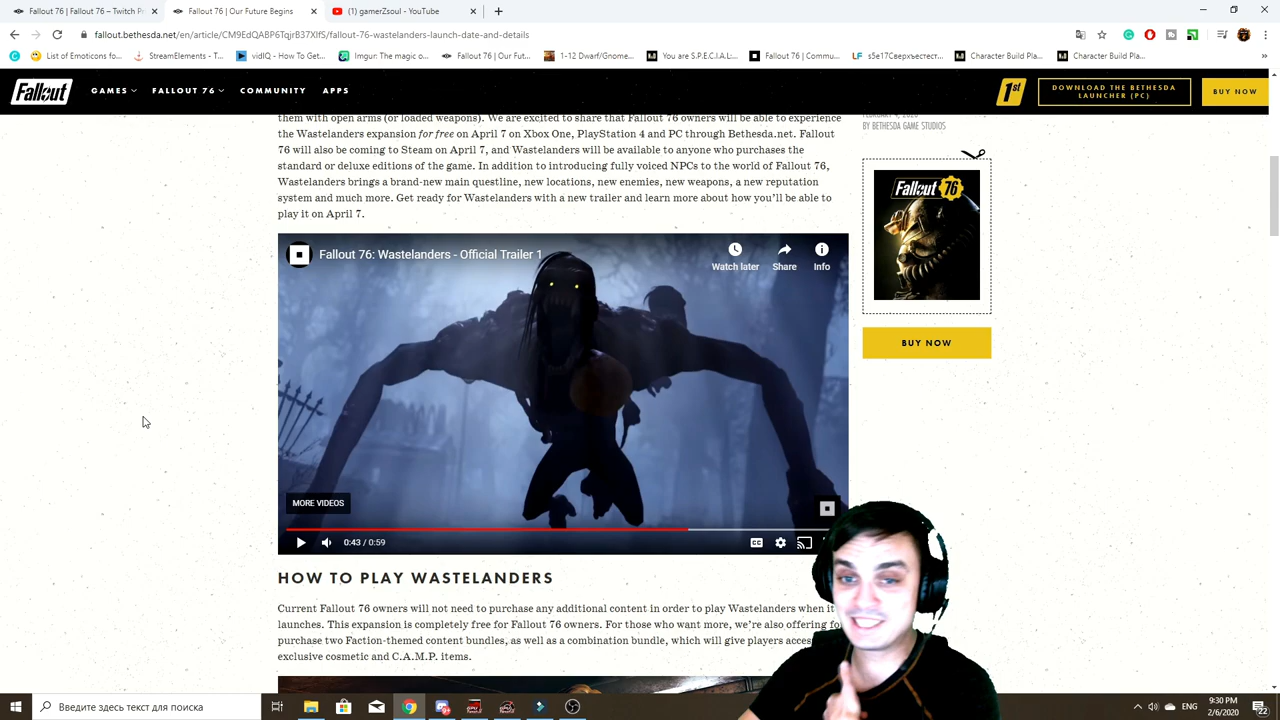 Fallout 76 | Fallout 76 – Twitch P
Fallout 76 | Our Future Begins
(1) gamerZsoul - YouTube
fallout.bethesda.net/en/article/CM9EdQABP6TqjrB37XIfS/fallout-76-wastelanders-launch-date-and-details
List of Emoticons fo...
StreamElements - T...
vidIQ - How To Get...
Imgur: The magic o...
Fallout 76 | Our Fut...
1-12 Dwarf/Gnome...
You are S.P.E.C.I.A.L:...
Fallout 76 | Commu...
s5e17Сверхъестест...
Character Build Pla...
Character Build Pla...
Fallout
GAMES
FALLOUT 76
COMMUNITY
APPS
1st
DOWNLOAD THE BETHESDA
LAUNCHER (PC)
BUY NOW
them with open arms (or loaded weapons). We are excited to share that Fallout 76 owners will be able to experience
the Wastelanders expansion for free on April 7 on Xbox One, PlayStation 4 and PC through Bethesda.net. Fallout
76 will also be coming to Steam on April 7, and Wastelanders will be available to anyone who purchases the
standard or deluxe editions of the game. In addition to introducing fully voiced NPCs to the world of Fallout 76,
Wastelanders brings a brand-new main questline, new locations, new enemies, new weapons, a new reputation
system and much more. Get ready for Wastelanders with a new trailer and learn more about how you'll be able to
play it on April 7.
BY BETHESDA GAME STUDIOS
Fallout 76
BUY NOW
Fallout 76: Wastelanders - Official Trailer 1
Watch later
Share
Info
MORE VIDEOS
0:43 / 0:59
CC
HOW TO PLAY WASTELANDERS
Current Fallout 76 owners will not need to purchase any additional content in order to play Wastelanders when it
launches. This expansion is completely free for Fallout 76 owners. For those who want more, we're also offering fo
purchase two Faction-themed content bundles, as well as a combination bundle, which will give players acces
exclusive cosmetic and C.A.M.P. items.
Введите здесь текст для поиска
ENG
9:30 PM
2/6/2020
22